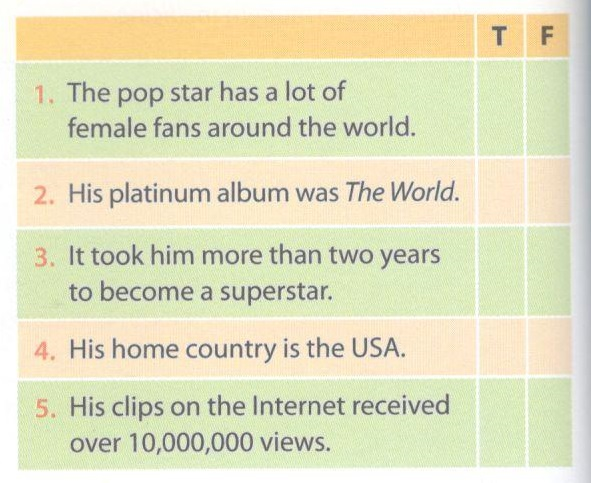 T F
1. The pop star has a lot of
female fans around the world.
2. His platinum album was The World.
3. It took him more than two years
to become a superstar.
4. His home country is the USA.
5. His clips on the Internet received
over 10,000,000 views.